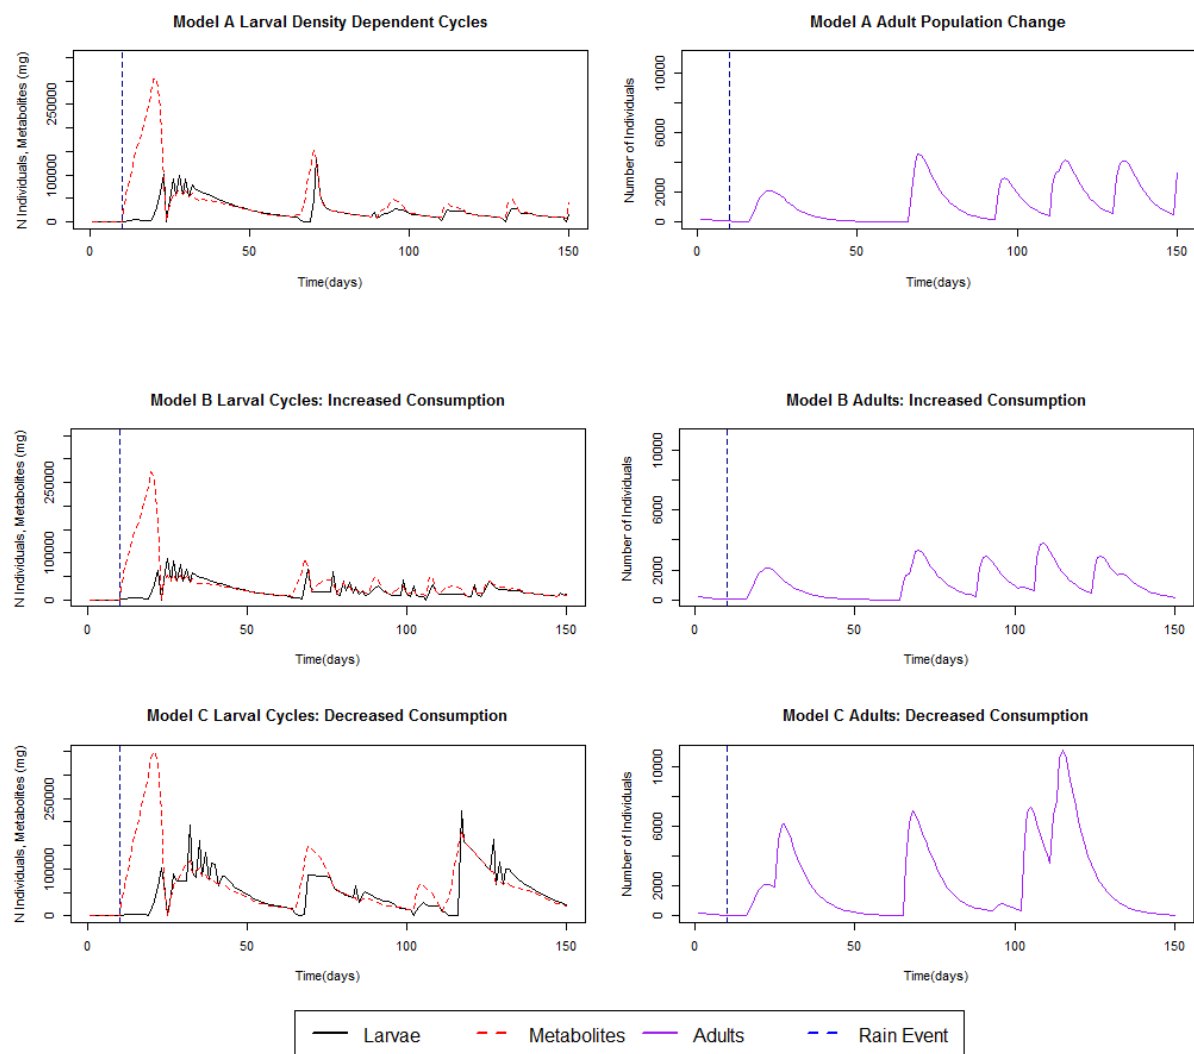 Model A Larval Density Dependent Cycles
N Individuals, Metabolites (mg)
0 100000 250000
0 50 100 150
Time(days)
Model A Adult Population Change
Number of Individuals
0 2000 6000 10000
0 50 100 150
Time(days)
Model B Larval Cycles: Increased Consumption
N Individuals, Metabolites (mg)
0 100000 250000
0 50 100 150
Time(days)
Model B Adults: Increased Consumption
Number of Individuals
0 2000 6000 10000
0 50 100 150
Time(days)
Model C Larval Cycles: Decreased Consumption
N Individuals, Metabolites (mg)
0 100000 250000
0 50 100 150
Time(days)
Model C Adults: Decreased Consumption
Number of Individuals
0 2000 6000 10000
0 50 100 150
Time(days)
Larvae Metabolites Adults Rain Event